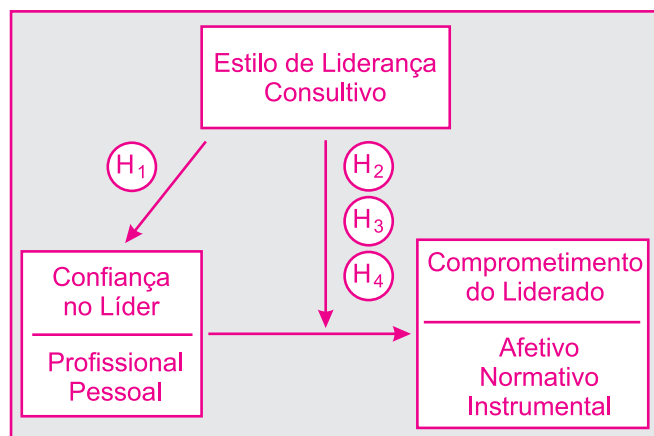 Estilo de Liderança
Consultivo
H1
H2
H3
H4
Confiança
no Líder
Profissional
Pessoal
Comprometimento
do Liderado
Afetivo
Normativo
Instrumental